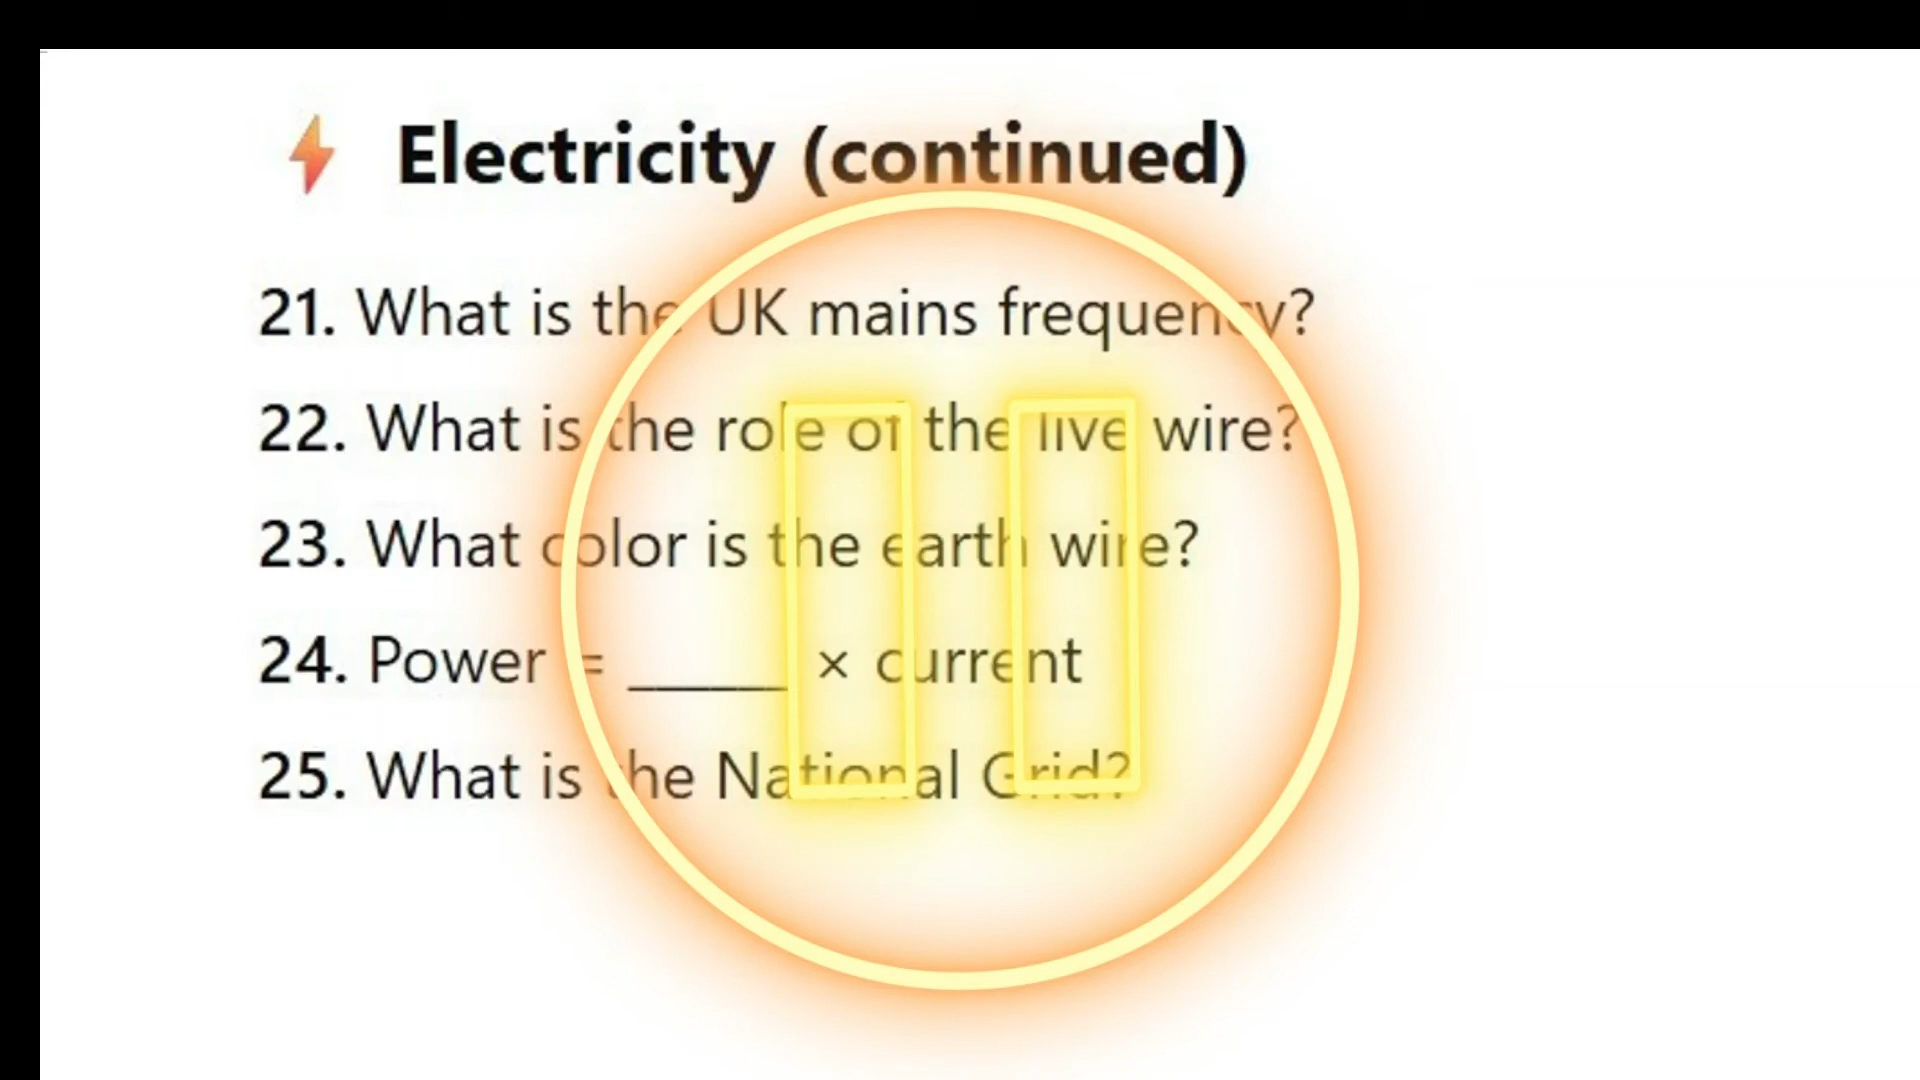 Electricity (continued)
21. What is the UK mains frequency?
22. What is the role of the live wire?
23. What color is the earth wire?
24. Power = ______ × current
25. What is the National Grid?